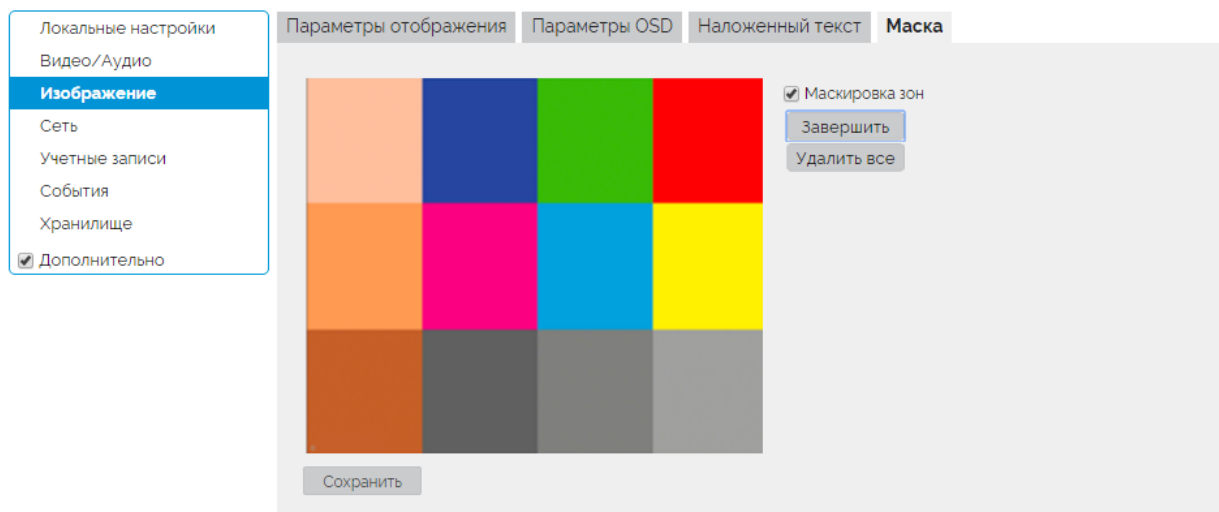 Локальные настройки
Видео/Аудио
Изображение
Сеть
Учетные записи
События
Хранилище
Дополнительно
Параметры отображения Параметры OSD Наложенный текст Маска
Маскировка зон
Завершить
Удалить все
Сохранить